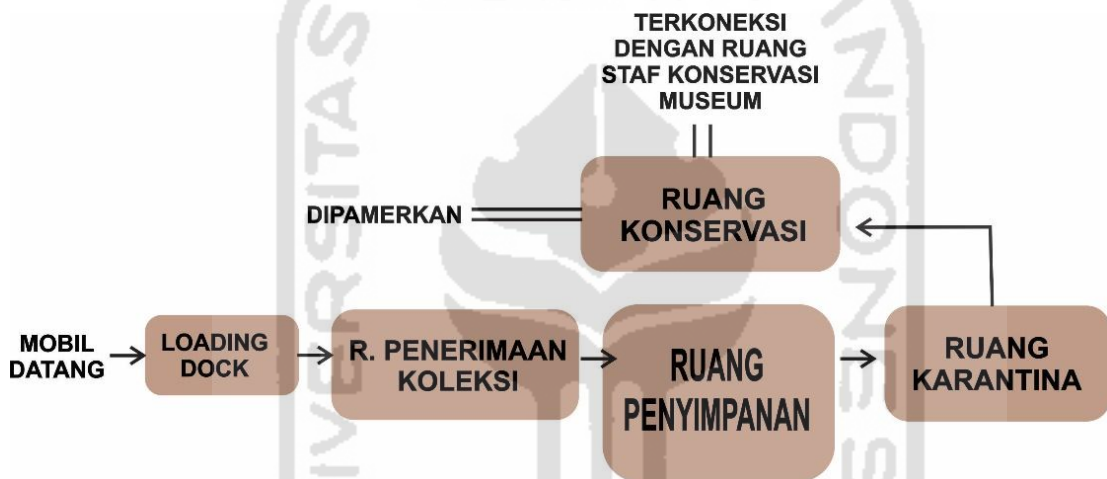 TERKONEKSI
DENGAN RUANG
STAF KONSERVASI
MUSEUM
RUANG
KONSERVASI
DIPAMERKAN
MOBIL
DATANG
LOADING
DOCK
R. PENERIMAAN
KOLEKSI
RUANG
PENYIMPANAN
RUANG
KARANTINA